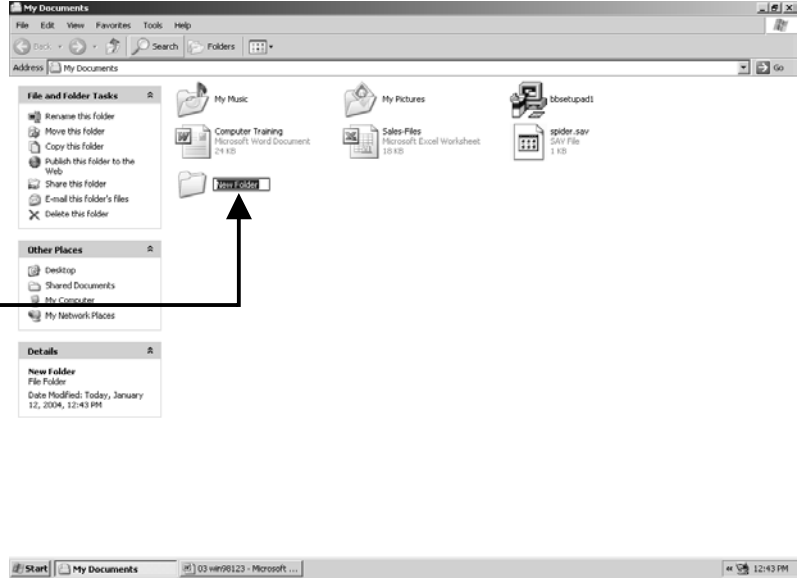 My Documents
File Edit View Favorites Tools Help
Back Search Folders
Address My Documents Go
File and Folder Tasks
Rename this folder
Move this folder
Copy this folder
Publish this folder to the
Web
Share this folder
E-mail this folder's files
Delete this folder
Other Places
Desktop
Shared Documents
My Computer
My Network Places
Details
New Folder
File Folder
Date Modified: Today, January
12, 2004, 12:43 PM
My Music
My Pictures
bbsetupad1
Computer Training
Microsoft Word Document
24 KB
Sales-Files
Microsoft Excel Worksheet
18 KB
spider.sav
SAV File
1 KB
New Folder
Start My Documents 03 win98123 - Microsoft ... « 12:43 PM